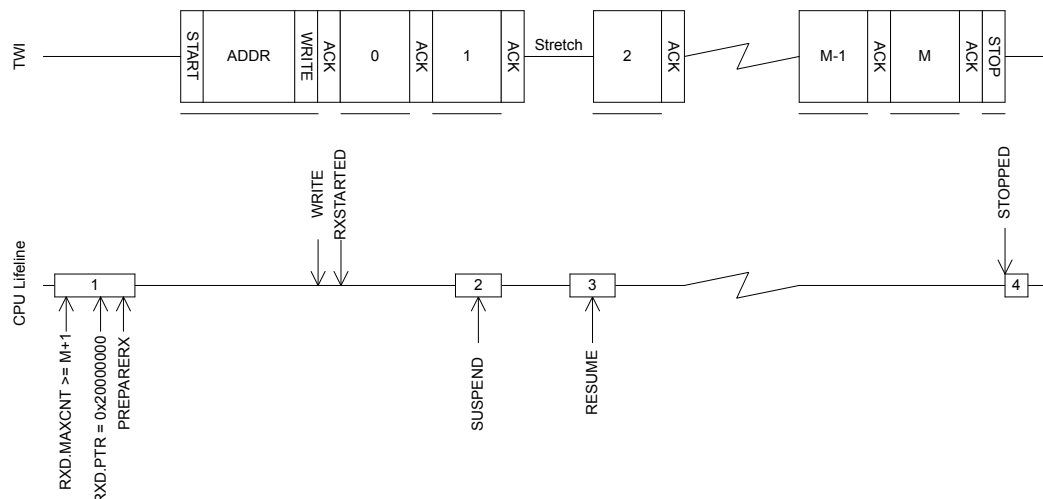 TWI
START
ADDR
WRITE
ACK
0
ACK
1
ACK
Stretch
2
ACK
M-1
ACK
M
ACK
STOP
WRITE
RXSTARTED
STOPPED
CPU Lifeline
1
2
3
4
RXD.MAXCNT >= M+1
RXD.PTR = 0x20000000
PREPARERX
SUSPEND
RESUME